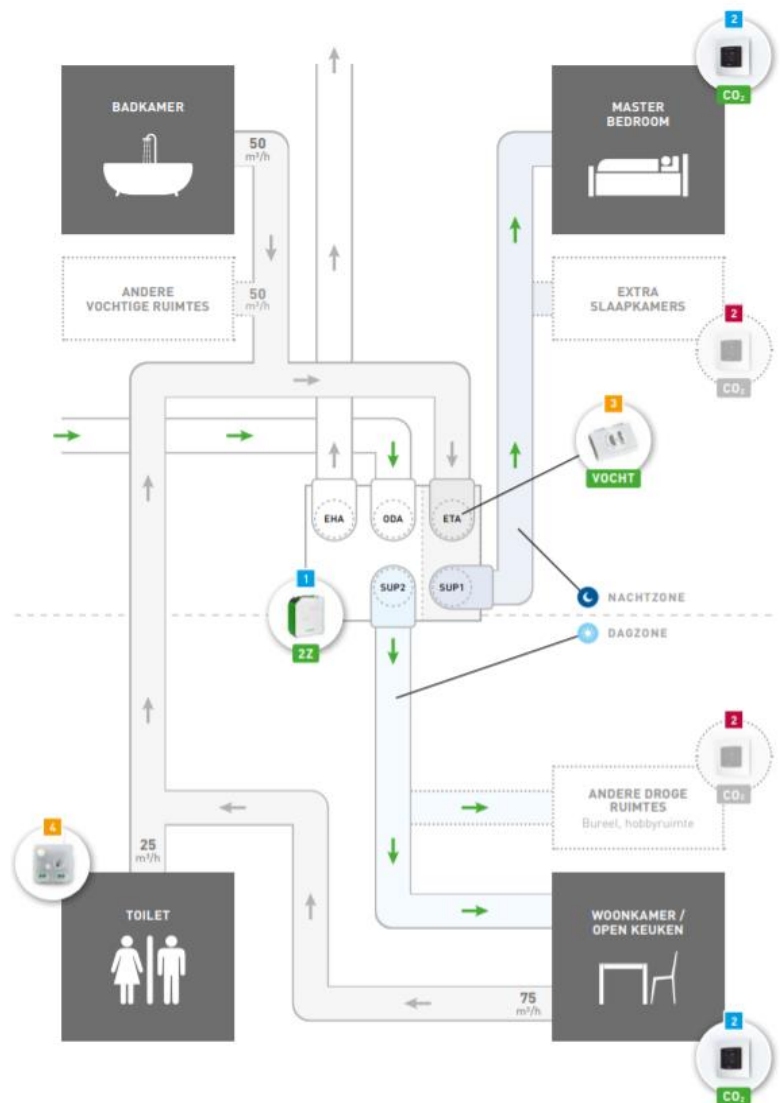 2
CO₂
BADKAMER
50
m³/h
MASTER
BEDROOM
ANDERE
VOCHTIGE RUIMTES
50
m³/h
EXTRA
SLAAPKAMERS
2
CO₂
3
VOCHT
EHA
ODA
ETA
SUP2
SUP1
1
2Z
NACHTZONE
DAGZONE
2
CO₂
ANDERE DROGE
RUIMTES
Bureel, hobbyruimte
4
25
m³/h
TOILET
WOONKAMER /
OPEN KEUKEN
75
m³/h
2
CO₂